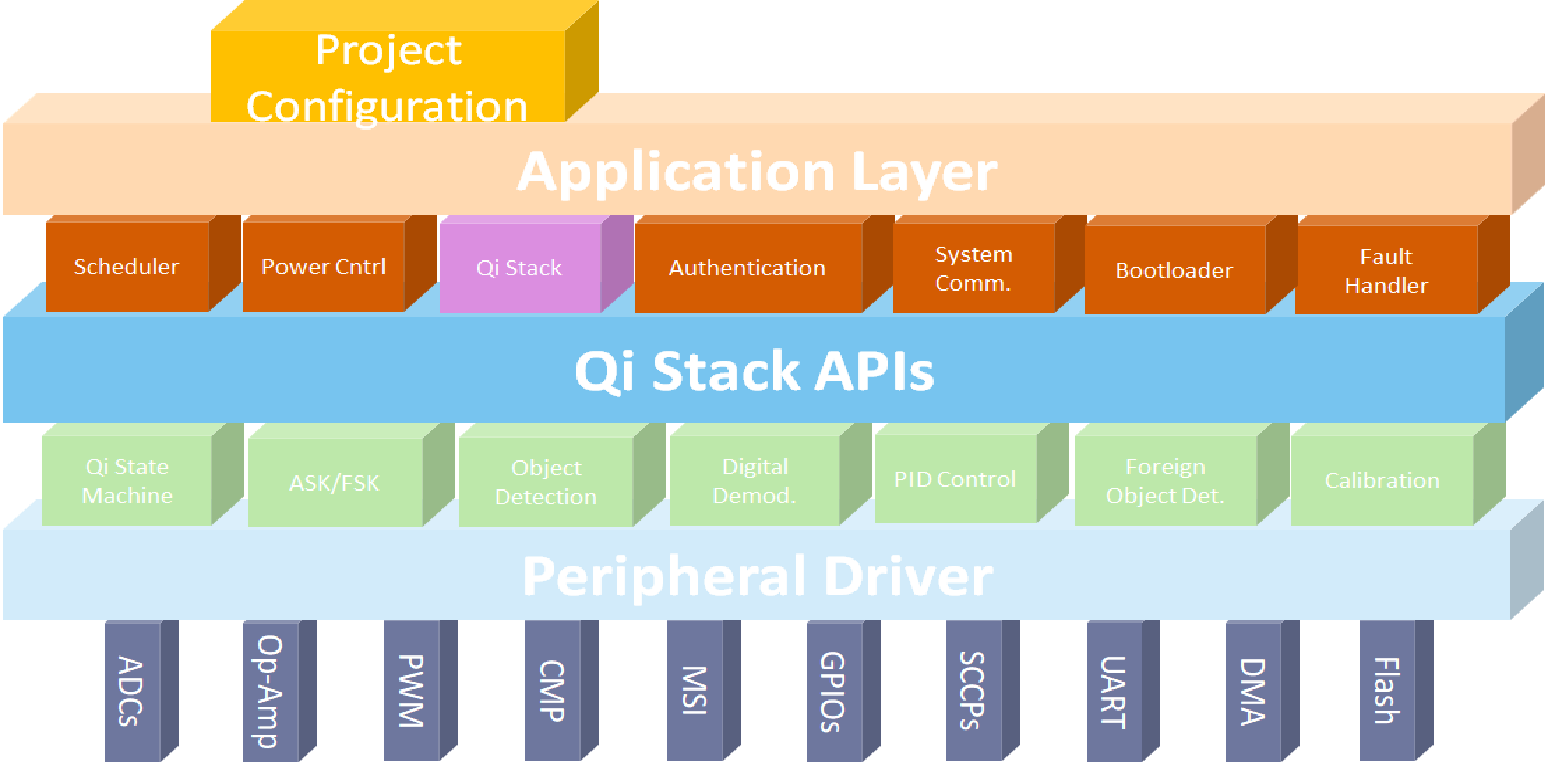 Project
Configuration
Application Layer
Scheduler
Power Cntrl
Qi Stack
Authentication
System
Comm.
Bootloader
Fault
Handler
Qi Stack APIs
Qi State
Machine
ASK/FSK
Object
Detection
Digital
Demod.
PID Control
Foreign
Object Det.
Calibration
Peripheral Driver
ADCs
Op-Amp
PWM
CMP
MSI
GPIOs
SCCPs
UART
DMA
Flash